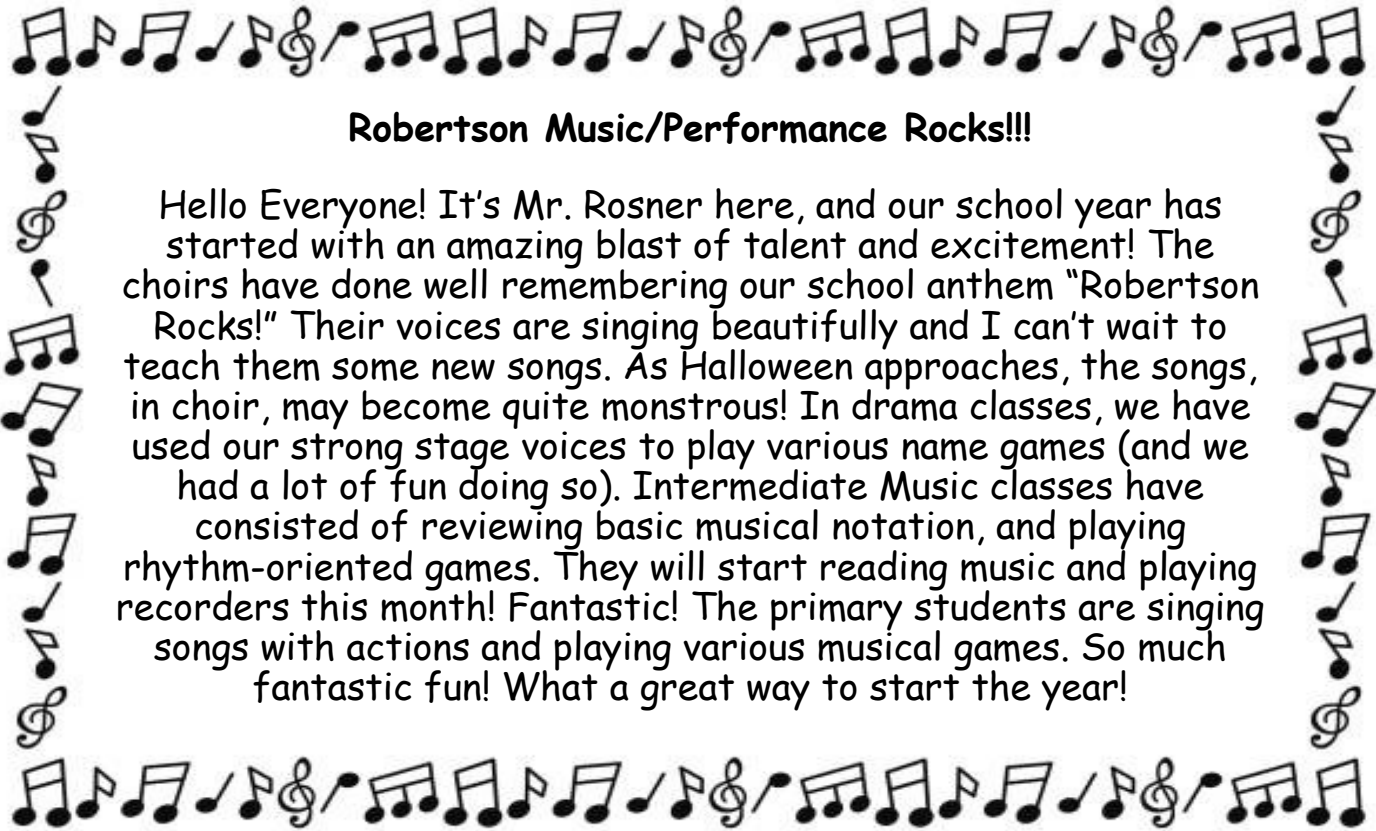 Robertson Music/Performance Rocks!!!
Hello Everyone! It’s Mr. Rosner here, and our school year has
started with an amazing blast of talent and excitement! The
choirs have done well remembering our school anthem “Robertson
Rocks!” Their voices are singing beautifully and I can’t wait to
teach them some new songs. As Halloween approaches, the songs,
in choir, may become quite monstrous! In drama classes, we have
used our strong stage voices to play various name games (and we
had a lot of fun doing so). Intermediate Music classes have
consisted of reviewing basic musical notation, and playing
rhythm-oriented games. They will start reading music and playing
recorders this month! Fantastic! The primary students are singing
songs with actions and playing various musical games. So much
fantastic fun! What a great way to start the year!